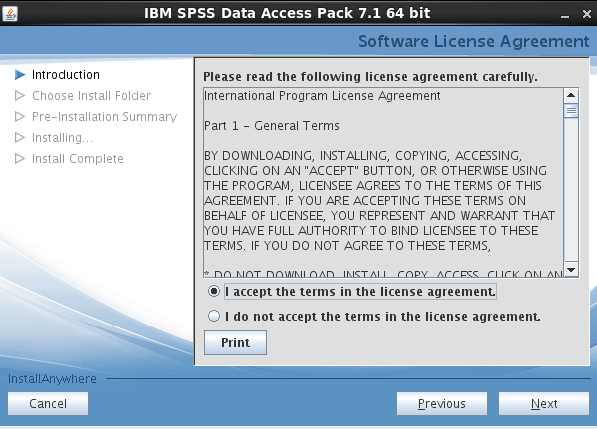 IBM SPSS Data Access Pack 7.1 64 bit
Software License Agreement
Introduction
Choose Install Folder
Pre-Installation Summary
Installing...
Install Complete
Please read the following license agreement carefully.
International Program License Agreement
Part 1 – General Terms
BY DOWNLOADING, INSTALLING, COPYING, ACCESSING,
CLICKING ON AN "ACCEPT" BUTTON, OR OTHERWISE USING
THE PROGRAM, LICENSEE AGREES TO THE TERMS OF THIS
AGREEMENT. IF YOU ARE ACCEPTING THESE TERMS ON
BEHALF OF LICENSEE, YOU REPRESENT AND WARRANT THAT
YOU HAVE FULL AUTHORITY TO BIND LICENSEE TO THESE
TERMS. IF YOU DO NOT AGREE TO THESE TERMS,
* DO NOT DOWNLOAD, INSTALL, COPY, ACCESS, CLICK ON AN
I accept the terms in the license agreement.
I do not accept the terms in the license agreement.
Print
InstallAnywhere
Cancel
Previous
Next